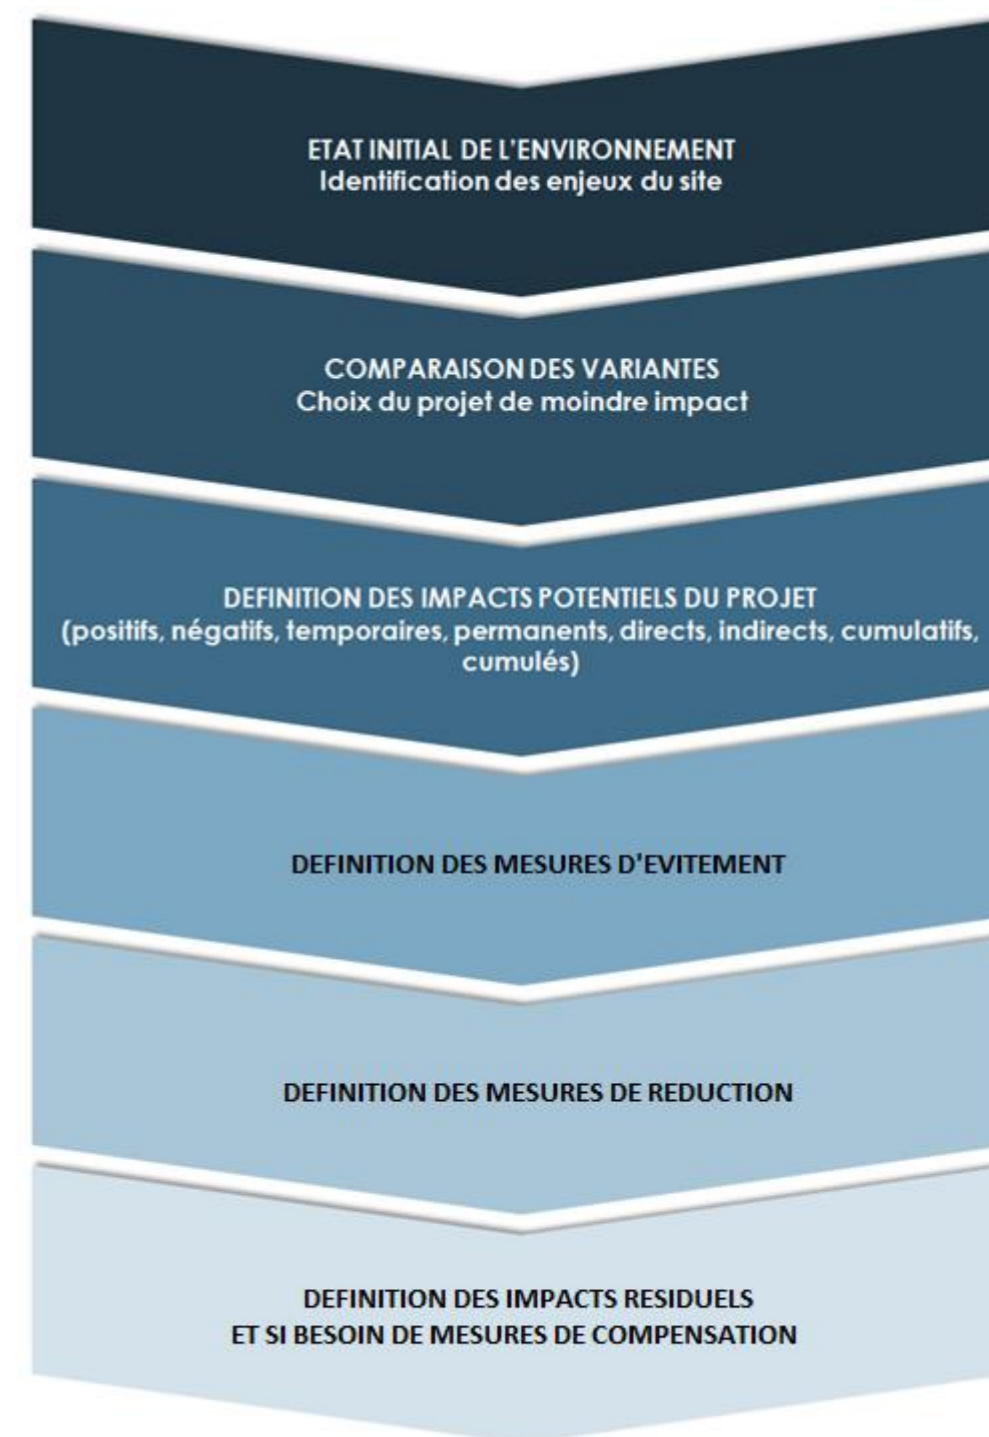 ETAT INITIAL DE L'ENVIRONNEMENT
Identification des enjeux du site
COMPARAISON DES VARIANTES
Choix du projet de moindre impact
DEFINITION DES IMPACTS POTENTIELS DU PROJET
(positifs, négatifs, temporaires, permanents, directs, indirects, cumulatifs,
cumulés)
DEFINITION DES MESURES D'EVITEMENT
DEFINITION DES MESURES DE REDUCTION
DEFINITION DES IMPACTS RESIDUELS
ET SI BESOIN DE MESURES DE COMPENSATION